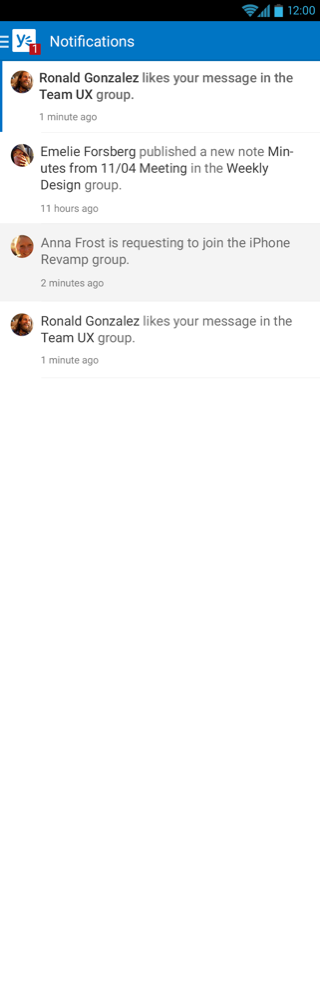 12:00
y
1
Notifications
Ronald Gonzalez likes your message in the
Team UX group.
1 minute ago
Emelie Forsberg published a new note Min-
utes from 11/04 Meeting in the Weekly
Design group.
11 hours ago
Anna Frost is requesting to join the iPhone
Revamp group.
2 minutes ago
Ronald Gonzalez likes your message in the
Team UX group.
1 minute ago